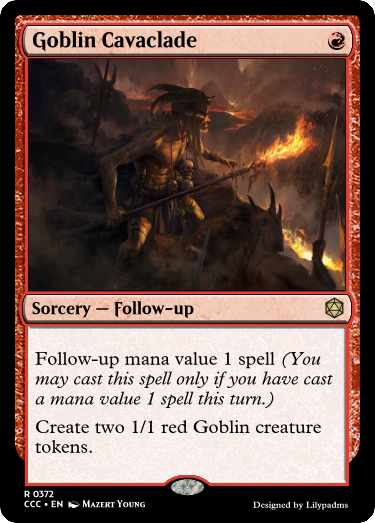 Goblin Cavaclade
Sorcery — Follow-up
Follow-up mana value 1 spell (You
may cast this spell only if you have cast
a mana value 1 spell this turn.)
Create two 1/1 red Goblin creature
tokens.
R 0372
CCC • EN Mazert Young
Designed by Lilypadms